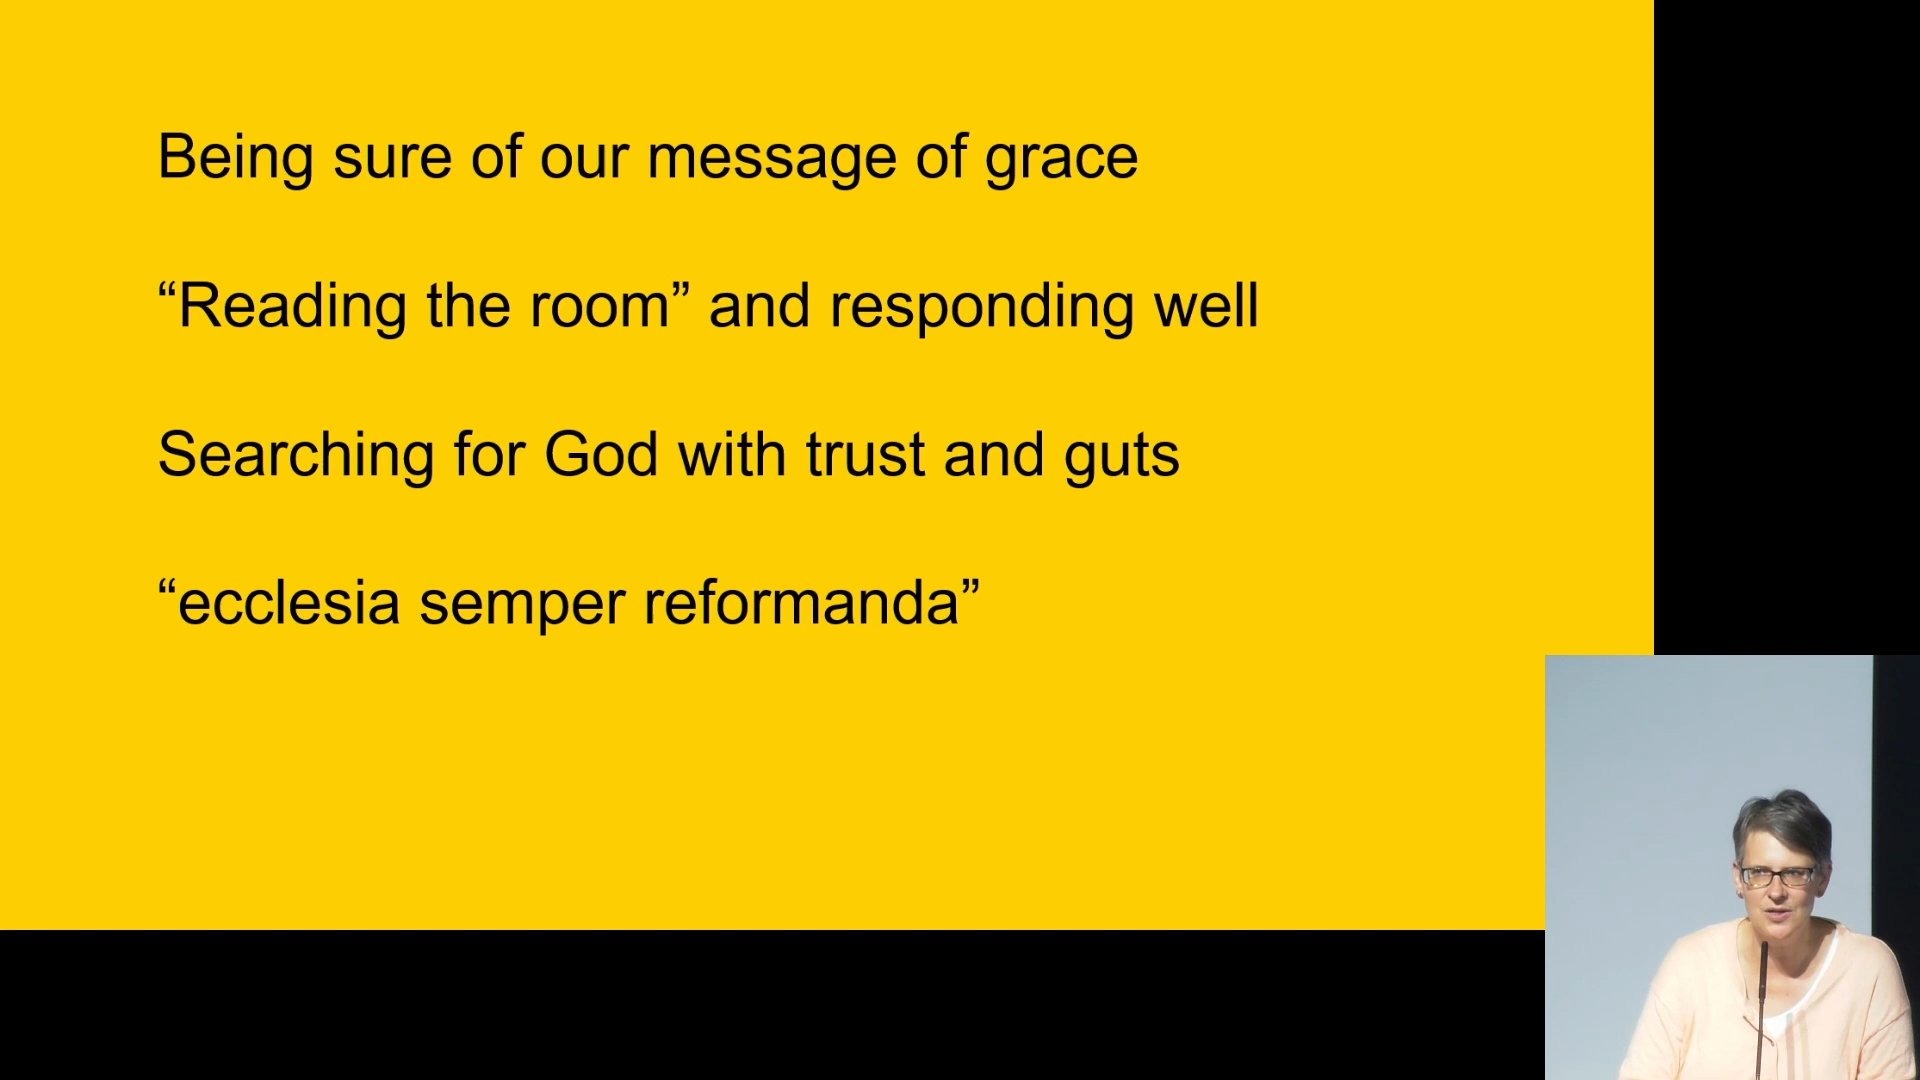 Being sure of our message of grace
“Reading the room” and responding well
Searching for God with trust and guts
“ecclesia semper reformanda”